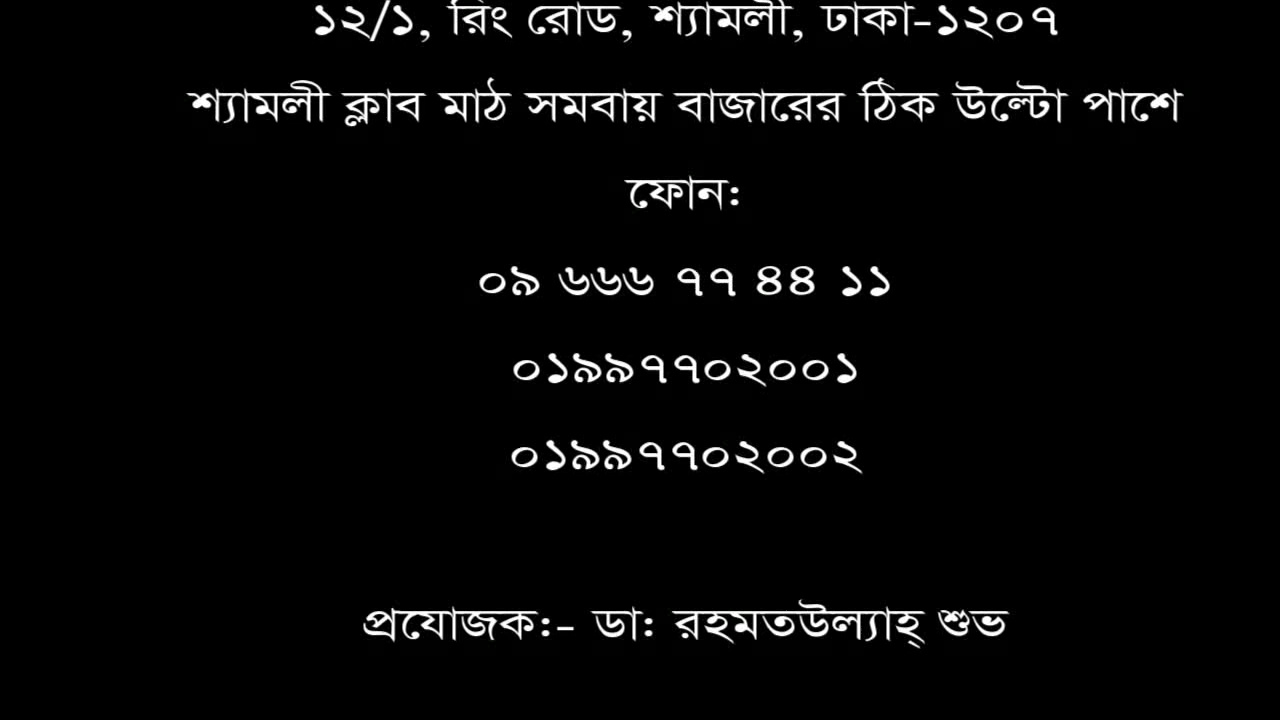 ১২/১, রিং রোড, শ্যামলী, ঢাকা-১২০৭
শ্যামলী ক্লাব মাঠ সমবায় বাজারের ঠিক উল্টো পাশে
ফোন:
০৯ ৬৬৬ ৭৭ ৪৪ ১১
০১৯৯৭৭০২০০১
০১৯৯৭৭০২০০২
প্রযোজক:- ডা: রহমতউল্যাহ্ শুভ